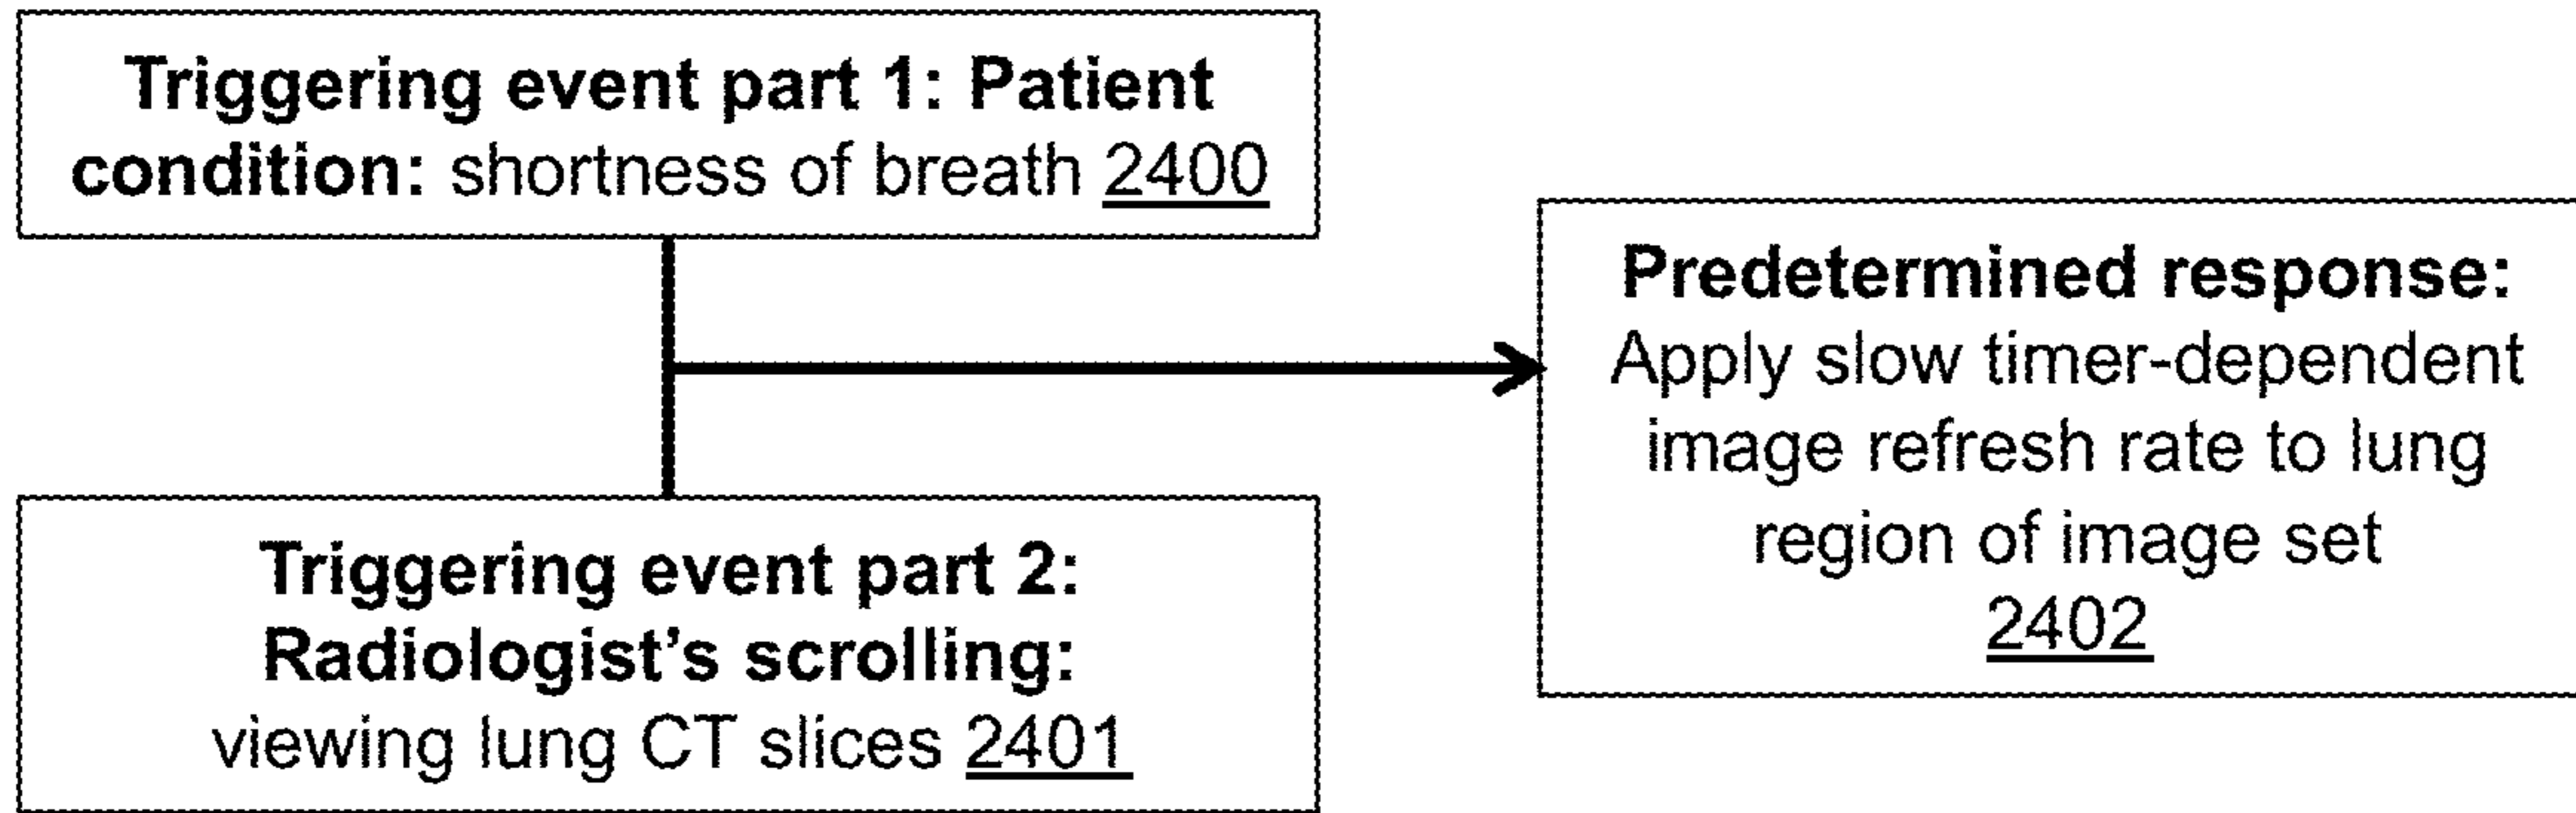 Triggering event part 1: Patient
condition: shortness of breath 2400
Triggering event part 2:
Radiologist’s scrolling:
viewing lung CT slices 2401
Predetermined response:
Apply slow timer-dependent
image refresh rate to lung
region of image set
2402